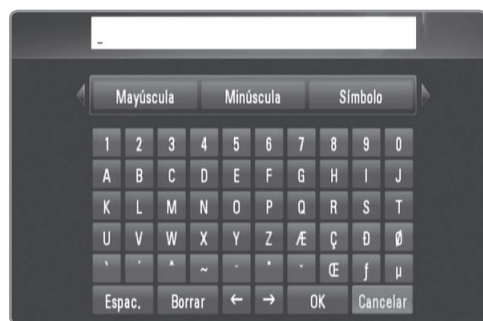 _
Mayúscula Minúscula Símbolo
1 2 3 4 5 6 7 8 9 0
A B C D E F G H I J
K L M N O P Q R S T
U V W X Y Z Æ Ç Ð Ø
` ´ ^ ~ ¨ ˚ ˇ Œ ƒ µ
Espac. Borrar ← → OK Cancelar